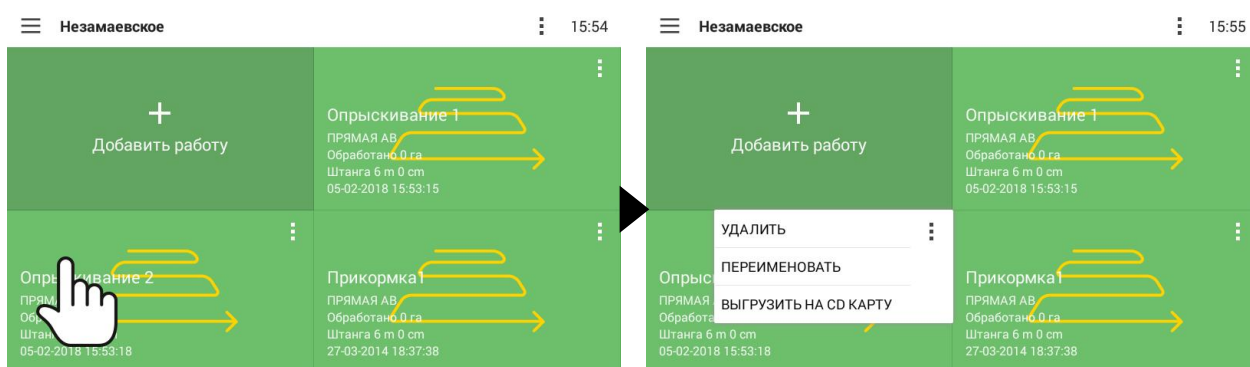 Незамаевское
15:54
Добавить работу
Опрыскивание 1
ПРЯМАЯ АВ
Обработано 0 га
Штанга 6 m 0 cm
05-02-2018 15:53:15
кивание 2
05-02-2018 15:53:18
Прикормка1
ПРЯМАЯ АВ
Обработано 0 га
Штанга 6 m 0 cm
27-03-2014 18:37:38
Незамаевское
15:55
Добавить работу
Опрыскивание 1
ПРЯМАЯ АВ
Обработано 0 га
Штанга 6 m 0 cm
05-02-2018 15:53:15
УДАЛИТЬ
ПЕРЕИМЕНОВАТЬ
ВЫГРУЗИТЬ НА CD КАРТУ
Опрыс
ПРЯМАЯ
Обработа
Штанга 6 m 0 cm
05-02-2018 15:53:18
Прикормка1
ПРЯМАЯ АВ
Обработано 0 га
Штанга 6 m 0 cm
27-03-2014 18:37:38